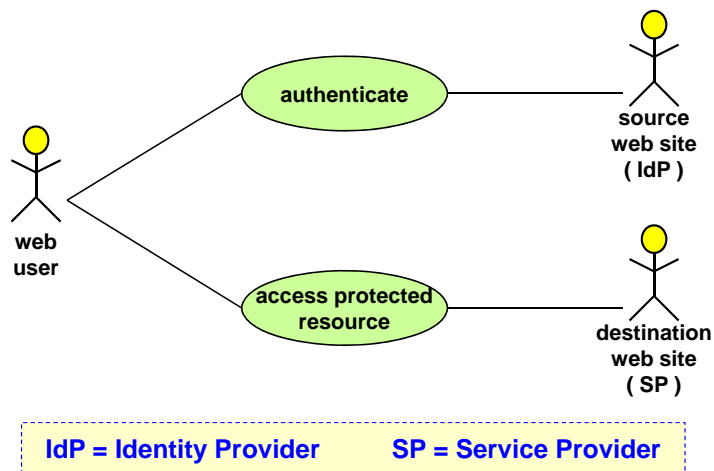 authenticate
source
web site
( IdP )
web
user
access protected
resource
destination
web site
( SP )
IdP = Identity Provider SP = Service Provider